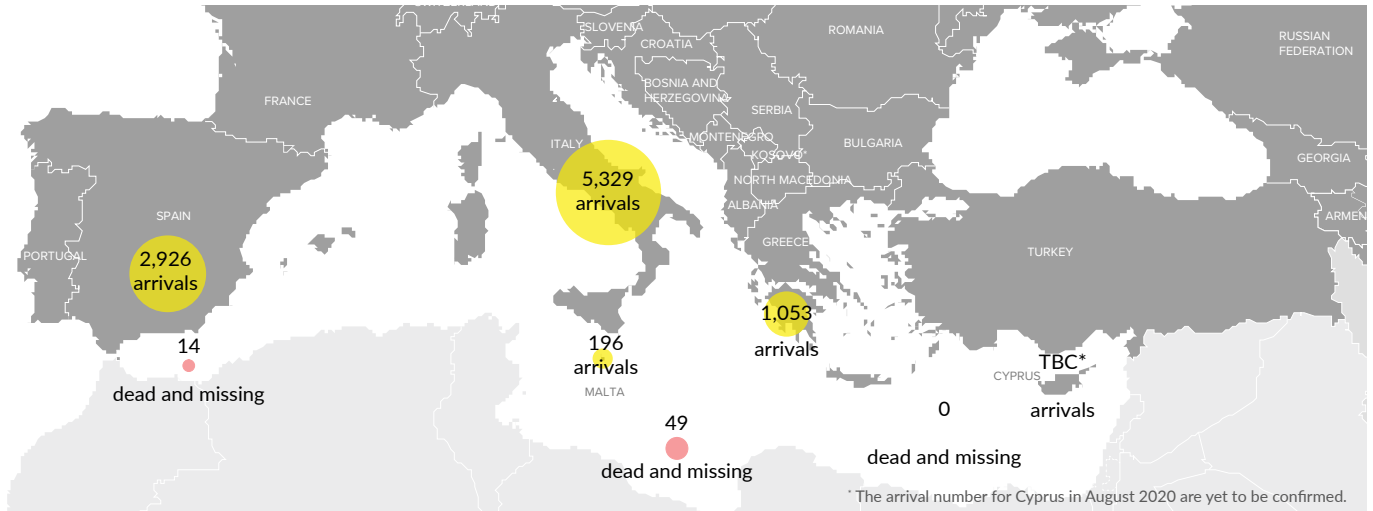 SLOVENIA
CROATIA
ROMANIA
RUSSIAN
FEDERATION
BOSNIA AND
HERZEGOVINA
FRANCE
SERBIA
MONTENEGRO
ITALY
BULGARIA
KOSOVO*
GEORGIA
5,329
arrivals
NORTH MACEDONIA
ALBANIA
SPAIN
ARMEN
GREECE
PORTUGAL
TURKEY
2,926
arrivals
1,053
arrivals
14
dead and missing
196
arrivals
MALTA
TBC*
CYPRUS
arrivals
0
dead and missing
49
dead and missing
* The arrival number for Cyprus in August 2020 are yet to be confirmed.